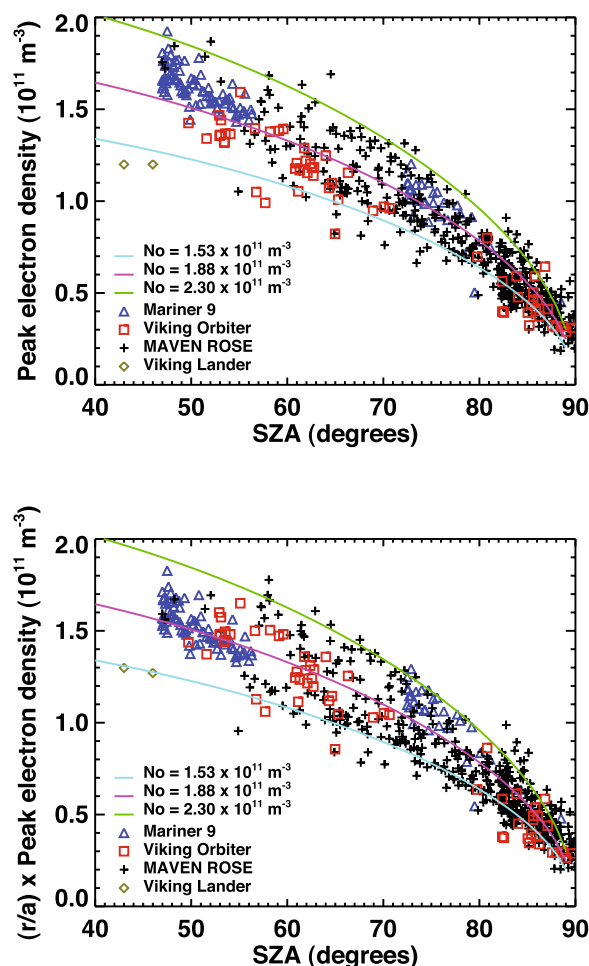 Peak electron density (10¹¹ m⁻³)
2.0
1.5
1.0
0.5
0.0
No = 1.53 x 10¹¹ m⁻³
No = 1.88 x 10¹¹ m⁻³
No = 2.30 x 10¹¹ m⁻³
Mariner 9
Viking Orbiter
MAVEN ROSE
Viking Lander
40 50 60 70 80 90
SZA (degrees)
(r/a) x Peak electron density (10¹¹ m⁻³)
2.0
1.5
1.0
0.5
0.0
No = 1.53 x 10¹¹ m⁻³
No = 1.88 x 10¹¹ m⁻³
No = 2.30 x 10¹¹ m⁻³
Mariner 9
Viking Orbiter
MAVEN ROSE
Viking Lander
40 50 60 70 80 90
SZA (degrees)